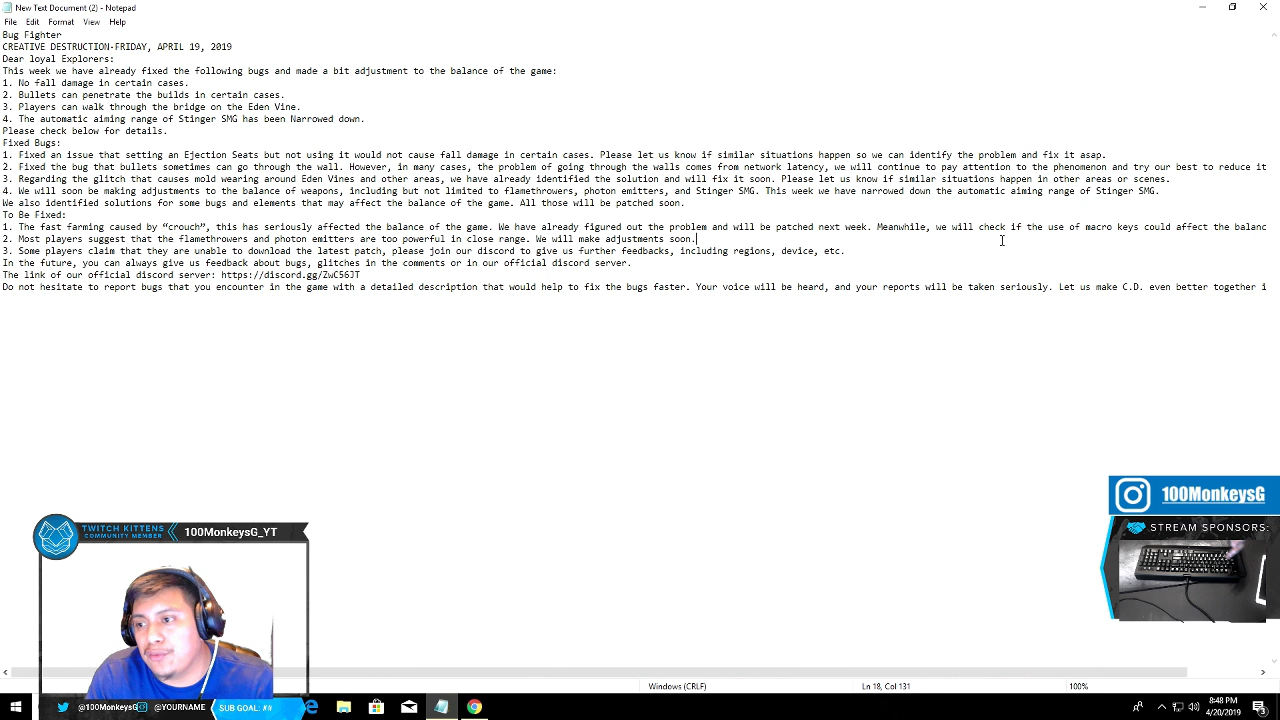 New Text Document (2) - Notepad
File Edit Format View Help
Bug Fighter
CREATIVE DESTRUCTION·FRIDAY, APRIL 19, 2019
Dear loyal Explorers:
This week we have already fixed the following bugs and made a bit adjustment to the balance of the game:
1. No fall damage in certain cases.
2. Bullets can penetrate the builds in certain cases.
3. Players can walk through the bridge on the Eden Vine.
4. The automatic aiming range of Stinger SMG has been Narrowed down.
Please check below for details.
Fixed Bugs:
1. Fixed an issue that setting an Ejection Seats but not using it would not cause fall damage in certain cases. Please let us know if similar situations happen so we can identify the problem and fix it asap.
2. Fixed the bug that bullets sometimes can go through the wall. However, in many cases, the problem of going through the walls comes from network latency, we will continue to pay attention to the phenomenon and try our best to reduce it
3. Regarding the glitch that causes mold wearing around Eden Vines and other areas, we have already identified the solution and will fix it soon. Please let us know if similar situations happen in other areas or scenes.
4. We will soon be making adjustments to the balance of weapons, including but not limited to flamethrowers, photon emitters, and Stinger SMG. This week we have narrowed down the automatic aiming range of Stinger SMG.
We also identified solutions for some bugs and elements that may affect the balance of the game. All those will be patched soon.
To Be Fixed:
1. The fast farming caused by “crouch”, this has seriously affected the balance of the game. We have already figured out the problem and will be patched next week. Meanwhile, we will check if the use of macro keys could affect the balanc
2. Most players suggest that the flamethrowers and photon emitters are too powerful in close range. We will make adjustments soon.
3. Some players claim that they are unable to download the latest patch, please join our discord to give us further feedbacks, including regions, device, etc.
In the future, you can always give us feedback about bugs, glitches in the comments or in our official discord server.
The link of our official discord server: https://discord.gg/ZwC56JT
Do not hesitate to report bugs that you encounter in the game with a detailed description that would help to fix the bugs faster. Your voice will be heard, and your reports will be taken seriously. Let us make C.D. even better together i
100MonkeysG
STREAM SPONSORS:
TWITCH KITTENS
COMMUNITY MEMBER
100MonkeysG_YT
Windows (CRLF) Ln 18, Col 131 100%
@100MonkeysG @YOURNAME SUB GOAL: ##
8:48 PM
4/20/2019
3